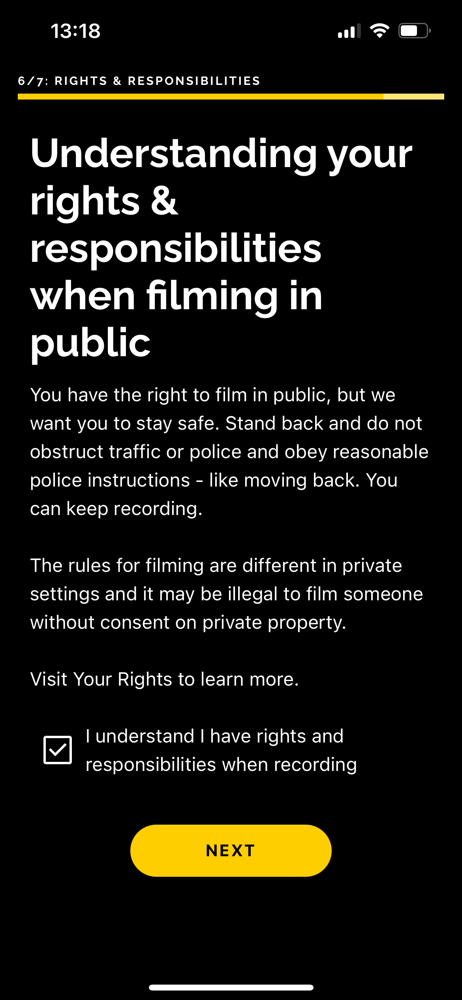 13:18
6/7: RIGHTS & RESPONSIBILITIES
Understanding your
rights &
responsibilities
when filming in
public
You have the right to film in public, but we
want you to stay safe. Stand back and do not
obstruct traffic or police and obey reasonable
police instructions - like moving back. You
can keep recording.
The rules for filming are different in private
settings and it may be illegal to film someone
without consent on private property.
Visit Your Rights to learn more.
I understand I have rights and
responsibilities when recording
NEXT